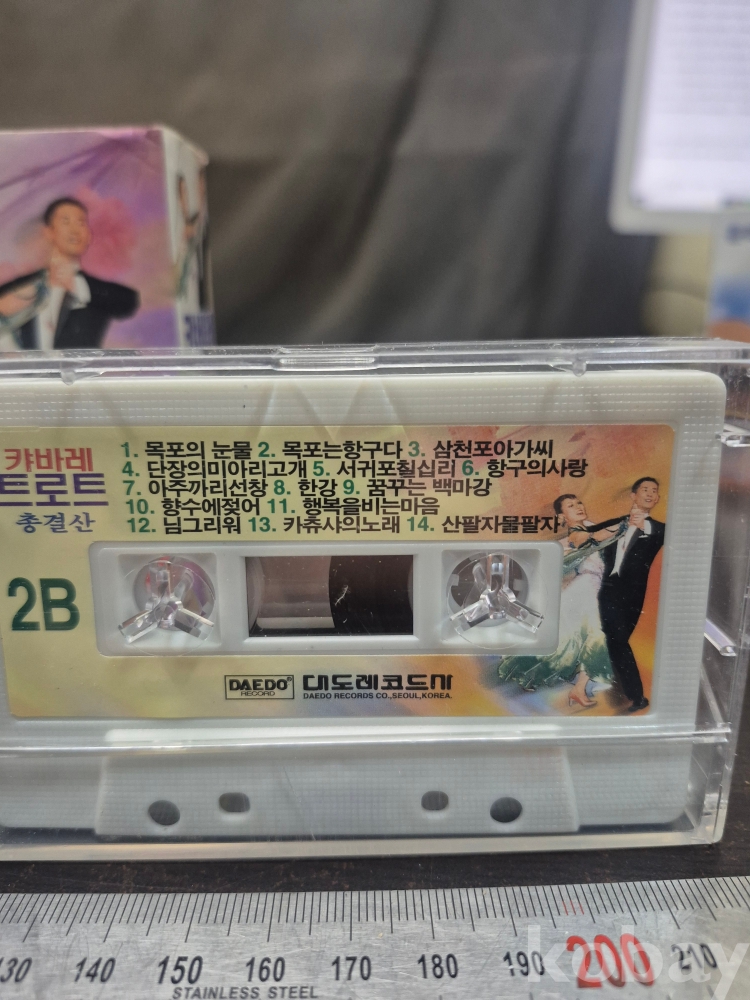 캬바레
트로트
총결산
2B
1. 목포의 눈물 2. 목포는항구다 3. 삼천포아가씨
4. 단장의미아리고개 5. 서귀포칠십리 6. 항구의사랑
7. 아주까리선창 8. 한강 9. 꿈꾸는 백마강
10. 향수에젖어 11. 행복을비는마음
12. 님그리워 13. 카츄샤의노래 14. 산팔자물팔자
DAEDO®
RECORD
대도레코드사
DAEDO RECORDS CO.,SEOUL,KOREA.
130 140 150 160 170 180 190 200 210
STAINLESS STEEL
kobay